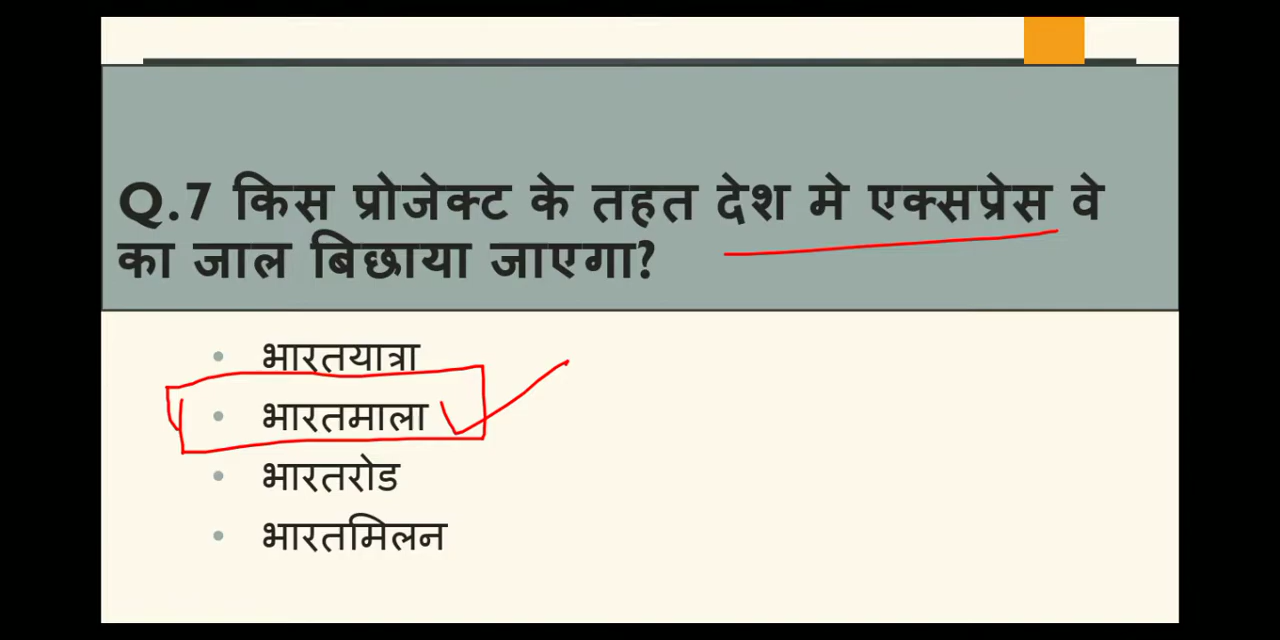 Q.7 किस प्रोजेक्ट के तहत देश मे एक्सप्रेस वे
का जाल बिछाया जाएगा?
भारतयात्रा
भारतमाला
भारतरोड
भारतमिलन